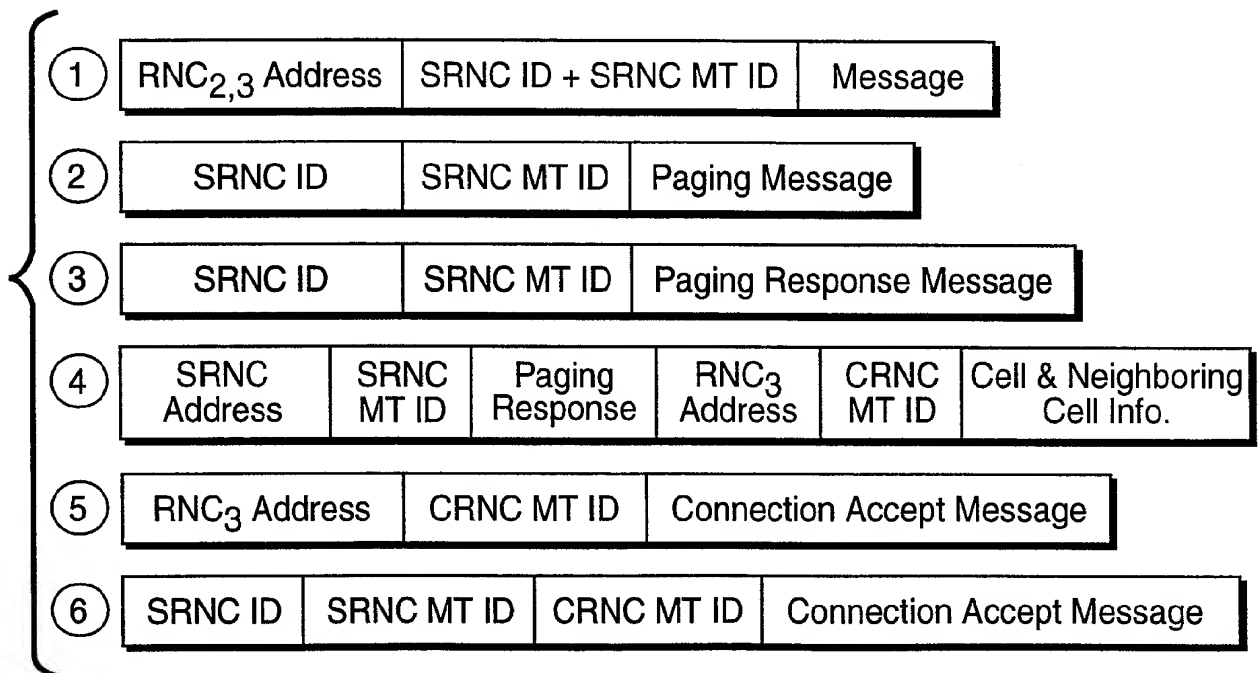 1 RNC2,3 Address SRNC ID + SRNC MT ID Message
2 SRNC ID SRNC MT ID Paging Message
3 SRNC ID SRNC MT ID Paging Response Message
4 SRNC Address SRNC MT ID Paging Response RNC3 Address CRNC MT ID Cell & Neighboring Cell Info.
5 RNC3 Address CRNC MT ID Connection Accept Message
6 SRNC ID SRNC MT ID CRNC MT ID Connection Accept Message